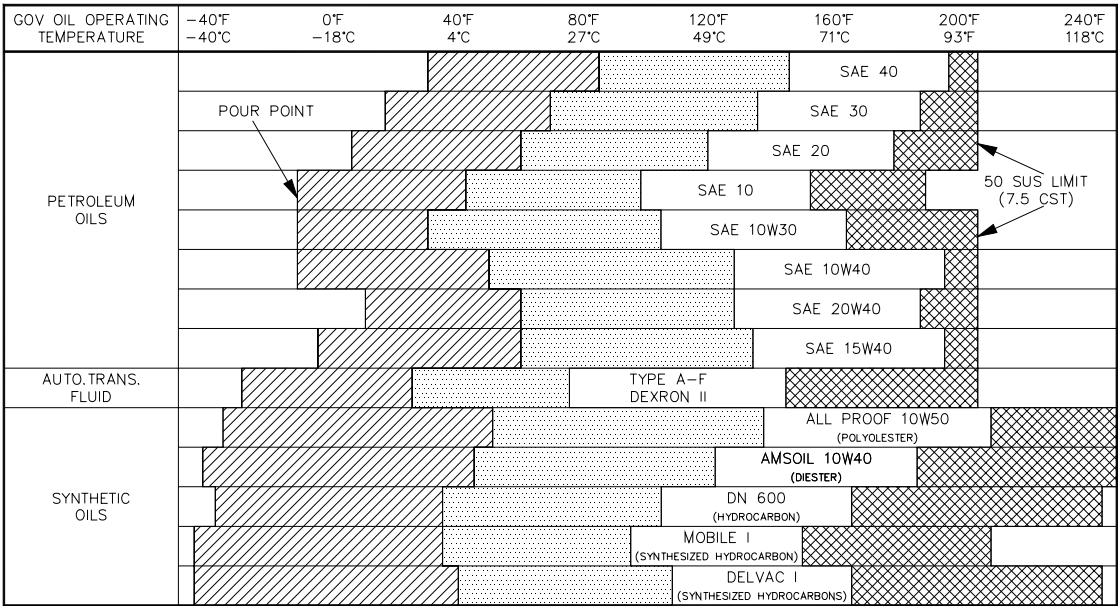 GOV OIL OPERATING TEMPERATURE
-40°F 0°F 40°F 80°F 120°F 160°F 200°F 240°F
-40°C -18°C 4°C 27°C 49°C 71°C 93°C 118°C
PETROLEUM
OILS
POUR POINT
SAE 40
SAE 30
SAE 20
50 SUS LIMIT
(7.5 CST)
SAE 10
SAE 10W30
SAE 10W40
SAE 20W40
SAE 15W40
AUTO.TRANS.
FLUID
TYPE A-F
DEXRON II
SYNTHETIC
OILS
ALL PROOF 10W50
(POLYOLESTER)
AMSOIL 10W40
(DIESTER)
DN 600
(HYDROCARBON)
MOBILE I
(SYNTHESIZED HYDROCARBON)
DELVAC I
(SYNTHESIZED HYDROCARBONS)